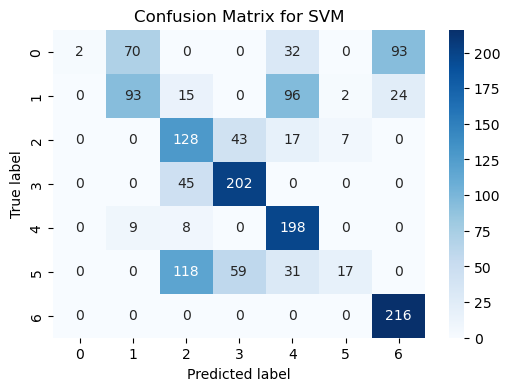 Confusion Matrix for SVM
0 2 70 0 0 32 0 93
1 0 93 15 0 96 2 24
2 0 0 128 43 17 7 0
3 0 0 45 202 0 0 0
4 0 9 8 0 198 0 0
5 0 0 118 59 31 17 0
6 0 0 0 0 0 0 216
0 1 2 3 4 5 6
Predicted label
True label
200
175
150
125
100
75
50
25
0